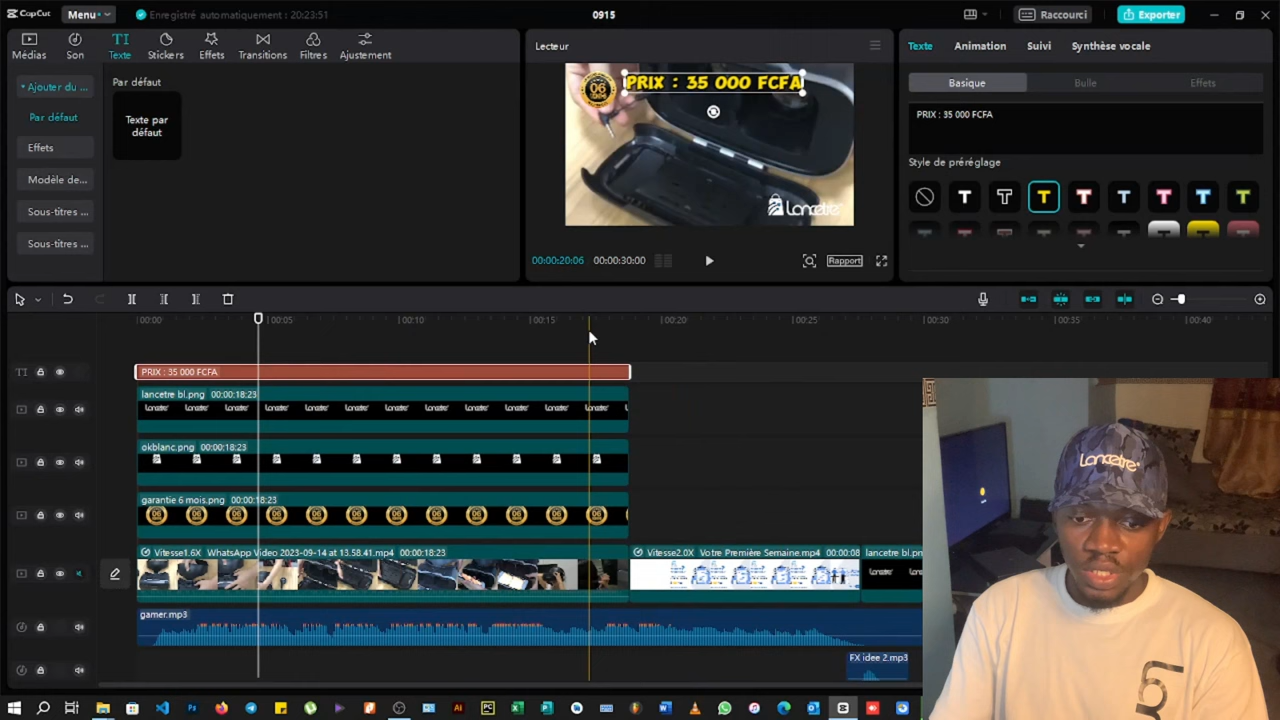 CapCut
Menu
Enregistré automatiquement : 20:23:51
0915
Raccourci
Exporter
Médias
Son
TI
Texte
Stickers
Effets
Transitions
Filtres
Ajustement
Lecteur
Texte
Animation
Suivi
Synthèse vocale
Ajouter du ...
Par défaut
Effets
Modèle de...
Sous-titres ...
Sous-titres ...
Par défaut
Texte par
défaut
06
PRIX : 35 000 FCFA
Lancetre
Basique
Bulle
Effets
PRIX : 35 000 FCFA
Style de préréglage
00:00:20:06
00:00:30:00
Rapport
00:00
00:05
00:10
00:15
00:20
00:25
00:30
00:35
00:40
TI
PRIX : 35 000 FCFA
lancetre bl.png 00:00:18:23
okblanc.png 00:00:18:23
garantie 6 mois.png 00:00:18:23
Vitesse1.6X WhatsApp Video 2023-09-14 at 13.58.41.mp4 00:00:18:23
Vitesse2.0X Votre Première Semaine.mp4 00:00:08
lancetre bl.pn
gamer.mp3
FX idee 2.mp3
Lancetre